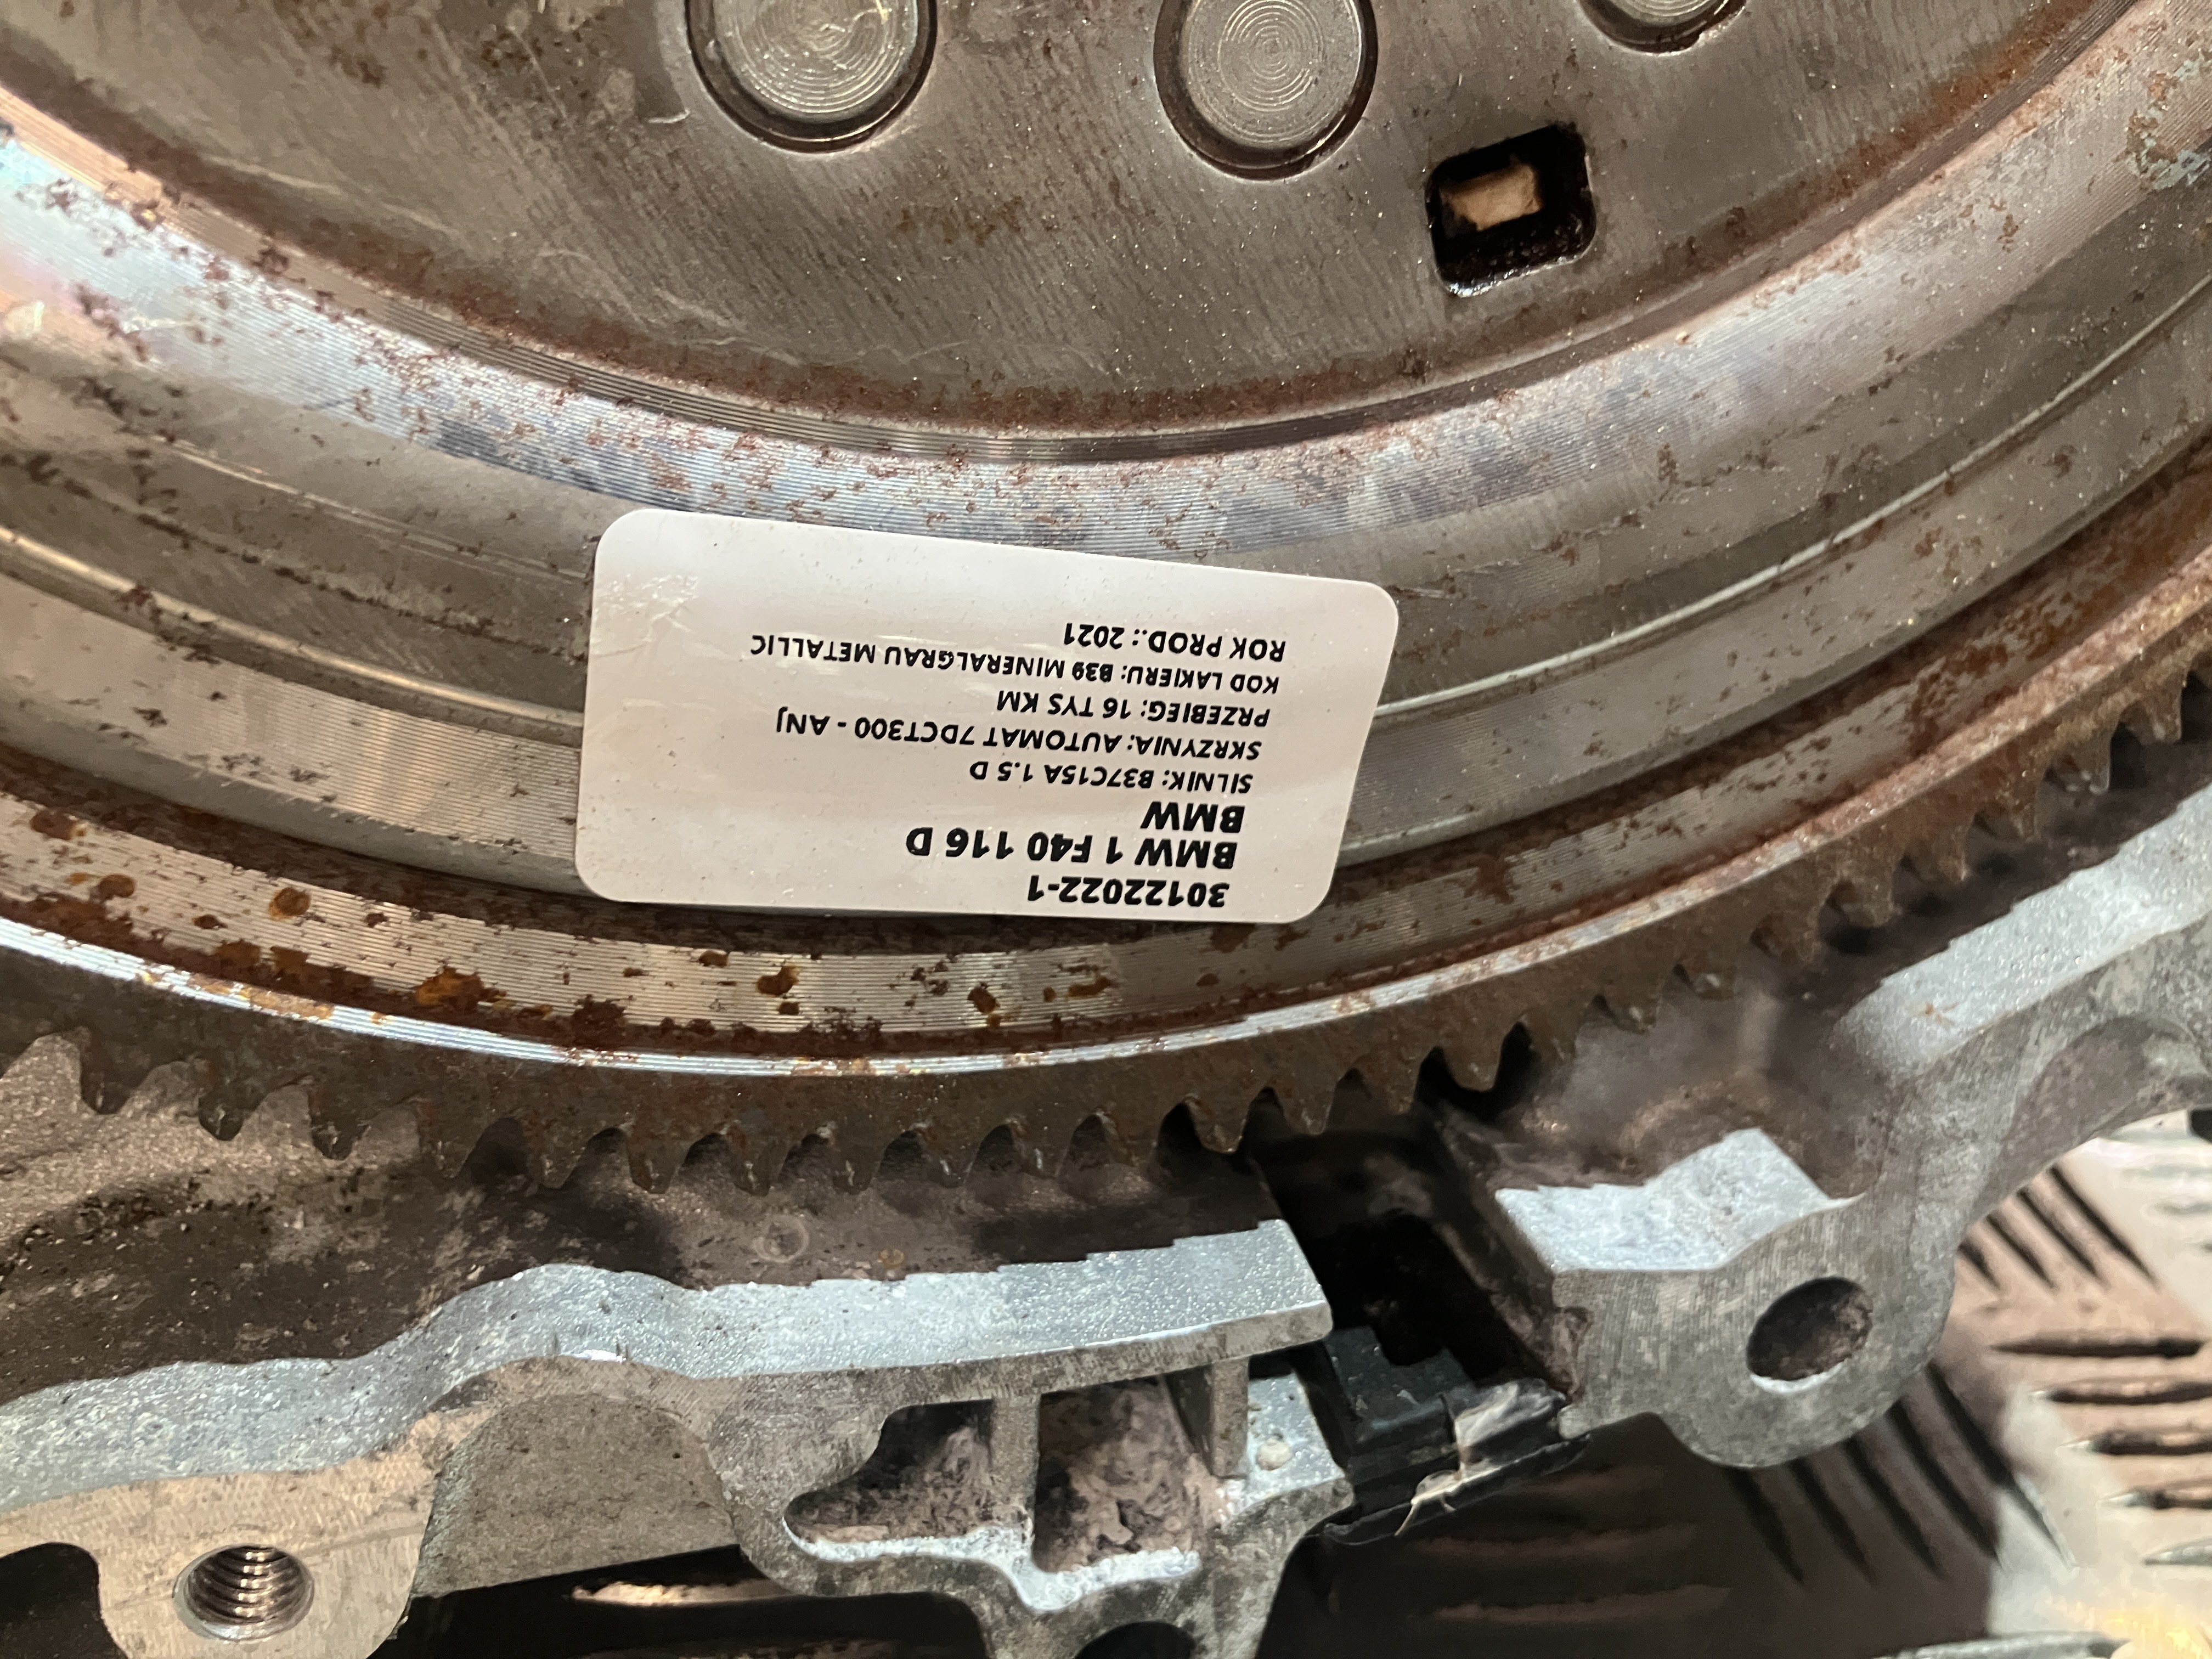 30122022-1
BMW 1 F40 116 D
BMW
SILNIK: B37C15A 1.5 D
SKRZYNIA: AUTOMAT 7DCT300 - ANJ
PRZEBIEG: 16 TYS KM
KOD LAKIERU: B39 MINERALGRAU METALLIC
ROK PROD.: 2021